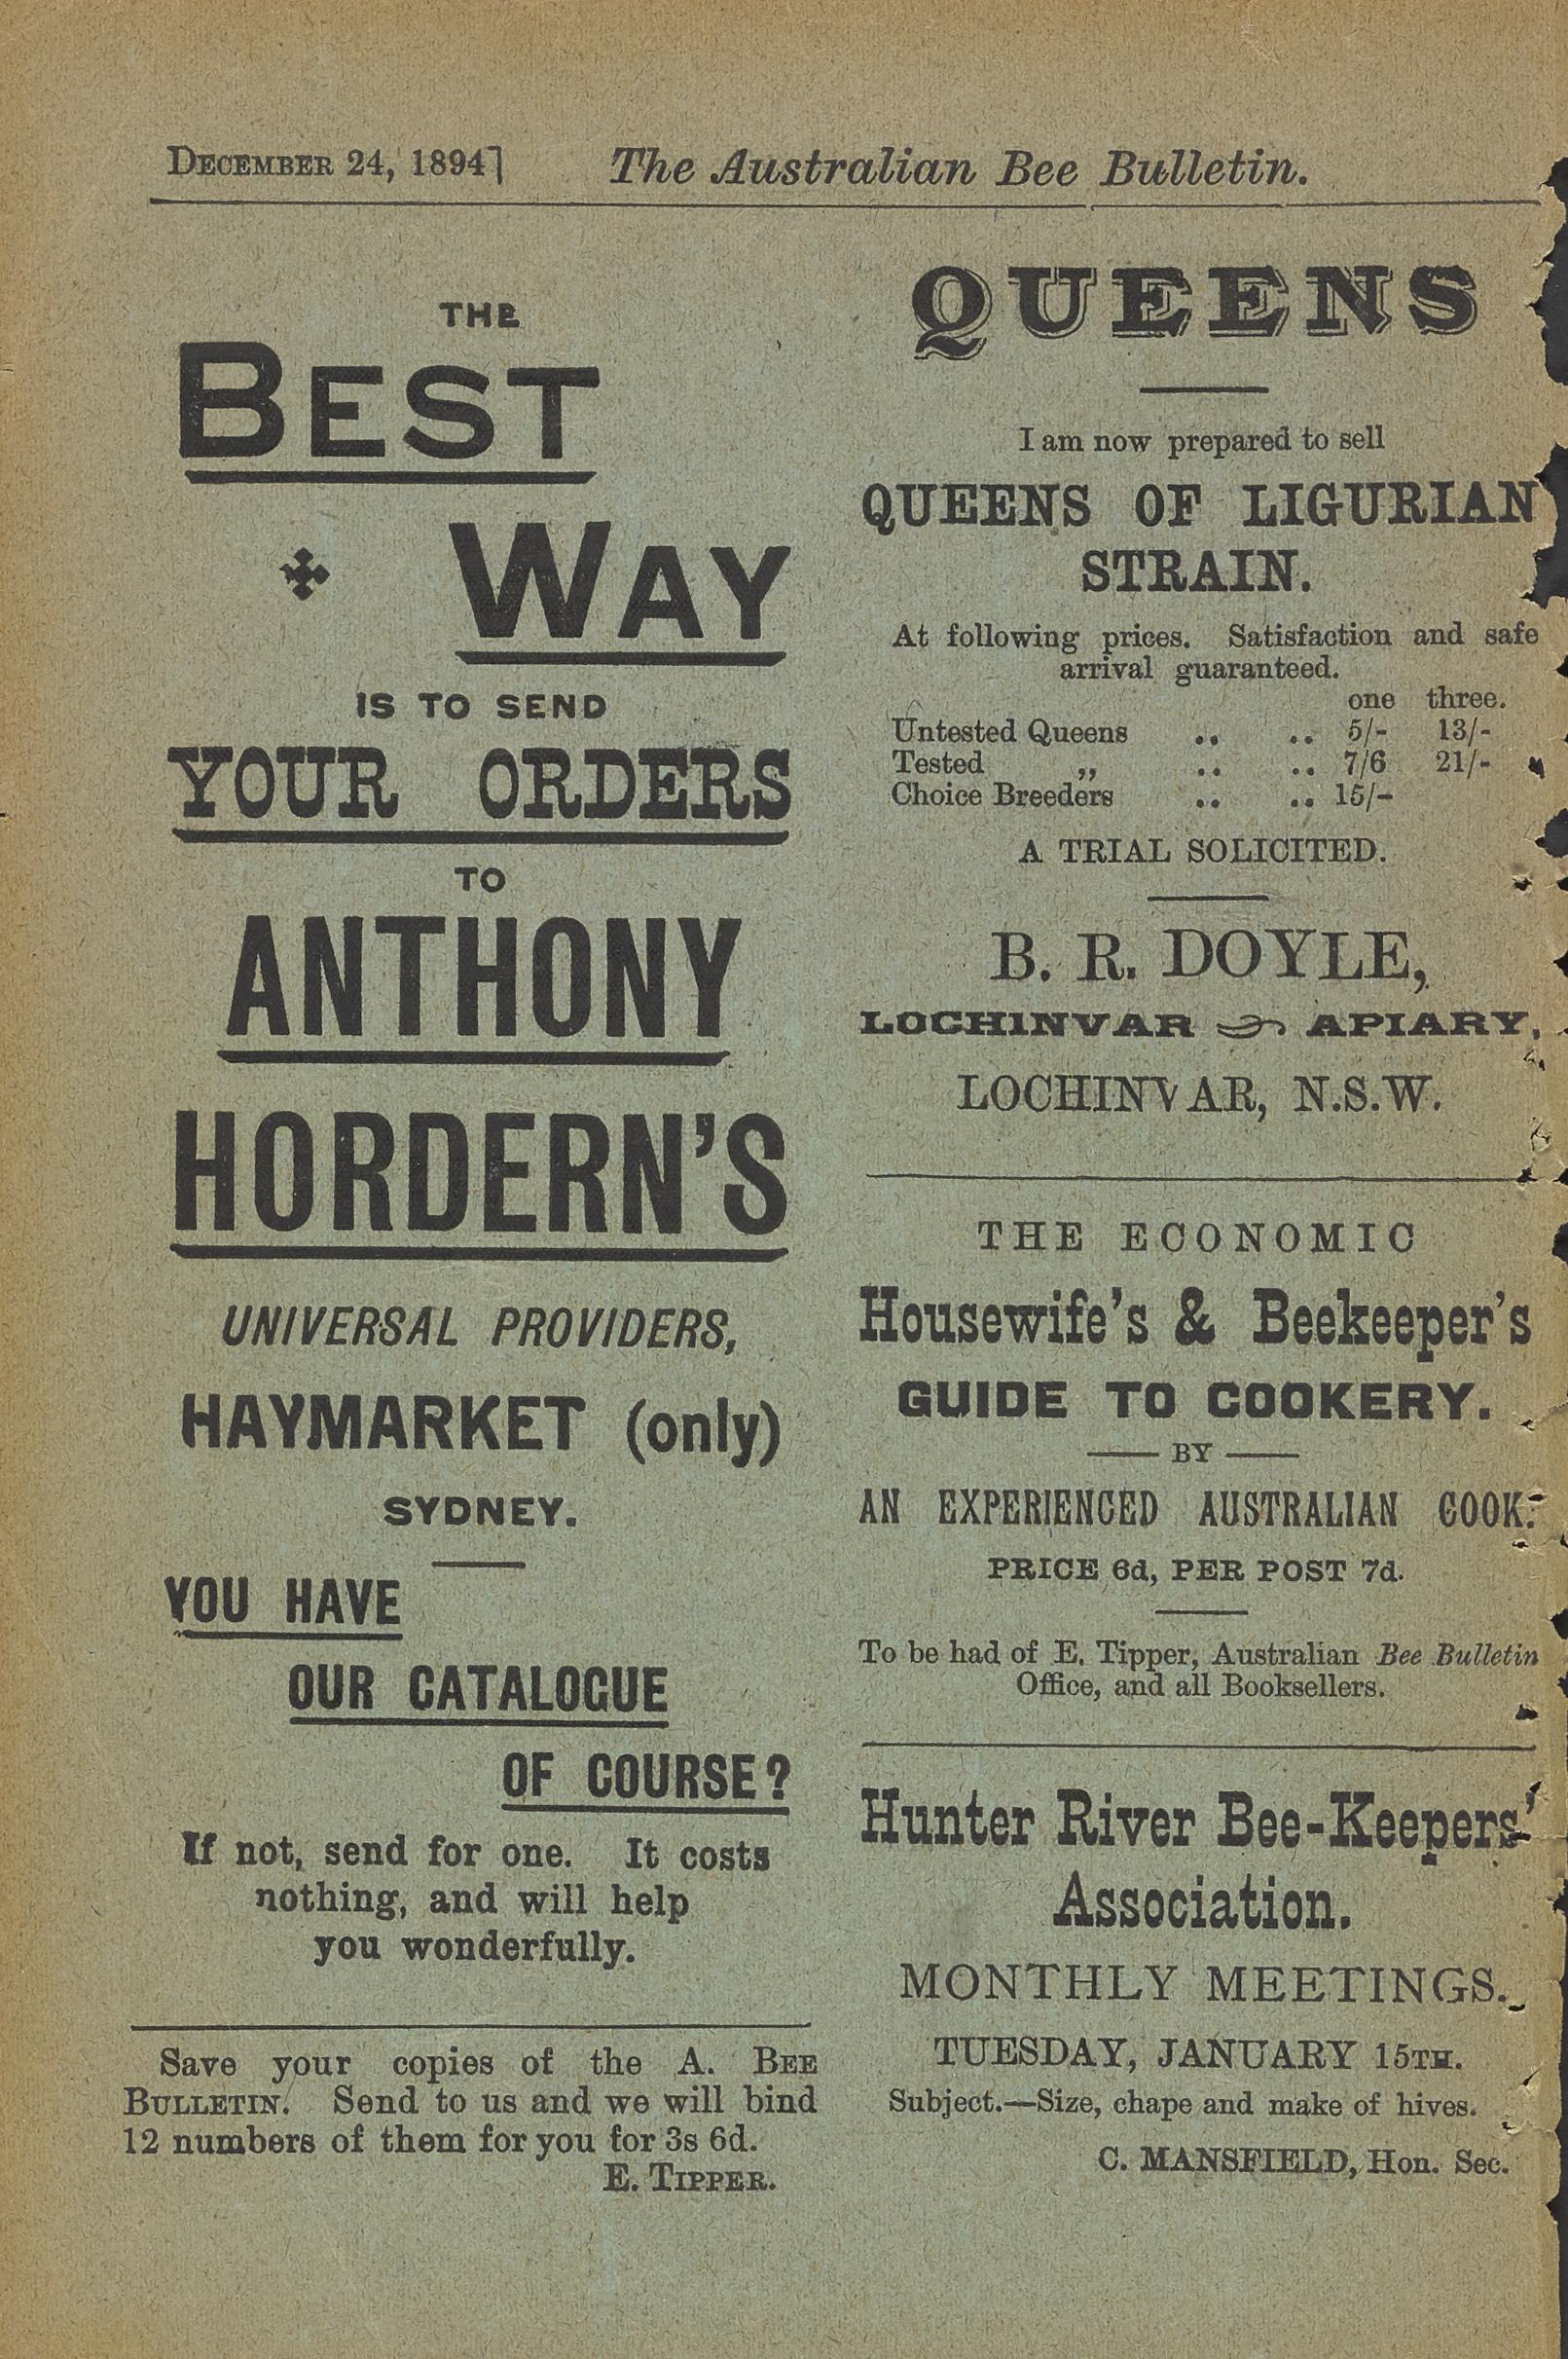 DECEMBER 24, 1894] The Australian Bee Bulletin.
THE
BEST
WAY
IS TO SEND
YOUR ORDERS
TO
ANTHONY
HORDERN'S
UNIVERSAL PROVIDERS,
HAYMARKET (only)
SYDNEY.
YOU HAVE
OUR CATALOGUE
OF COURSE?
If not, send for one. It costs
nothing, and will help
you wonderfully.
Save your copies of the A. BEE
BULLETIN. Send to us and we will bind
12 numbers of them for you for 3s 6d.
E. TIPPER.
QUEENS
I am now prepared to sell
QUEENS OF LIGURIAN
STRAIN.
At following prices. Satisfaction and safe
arrival guaranteed.
one three.
Untested Queens .. .. 5/- 13/-
Tested ,, .. .. 7/6 21/-
Choice Breeders .. .. 15/-
A TRIAL SOLICITED.
B. R. DOYLE,
LOCHINVAR APIARY,
LOCHINVAR, N.S.W.
THE ECONOMIC
Housewife's & Beekeeper's
GUIDE TO COOKERY.
BY
AN EXPERIENCED AUSTRALIAN COOK.
PRICE 6d, PER POST 7d.
To be had of E. Tipper, Australian Bee Bulletin
Office, and all Booksellers.
Hunter River Bee-Keepers'
Association.
MONTHLY MEETINGS.
TUESDAY, JANUARY 15TH.
Subject.—Size, chape and make of hives.
C. MANSFIELD, Hon. Sec.